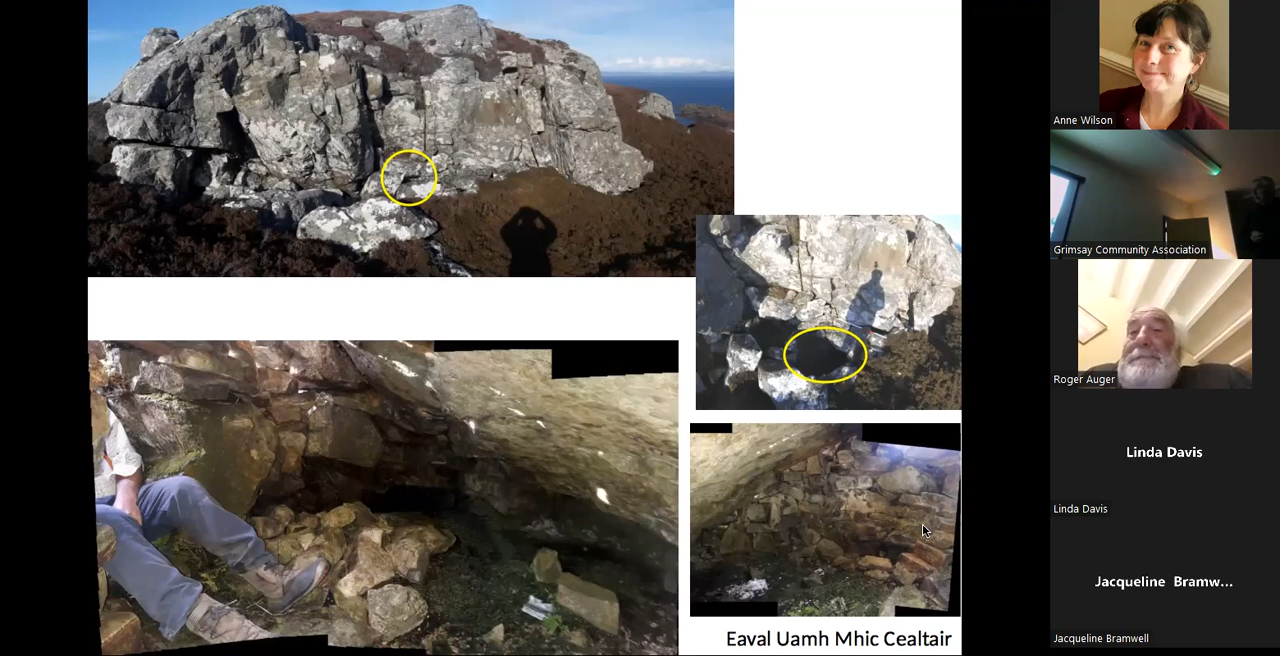 Anne Wilson
Grimsay Community Association
Roger Auger
Linda Davis
Linda Davis
Jacqueline Bramw...
Jacqueline Bramwell
Eaval Uamh Mhic Cealtair